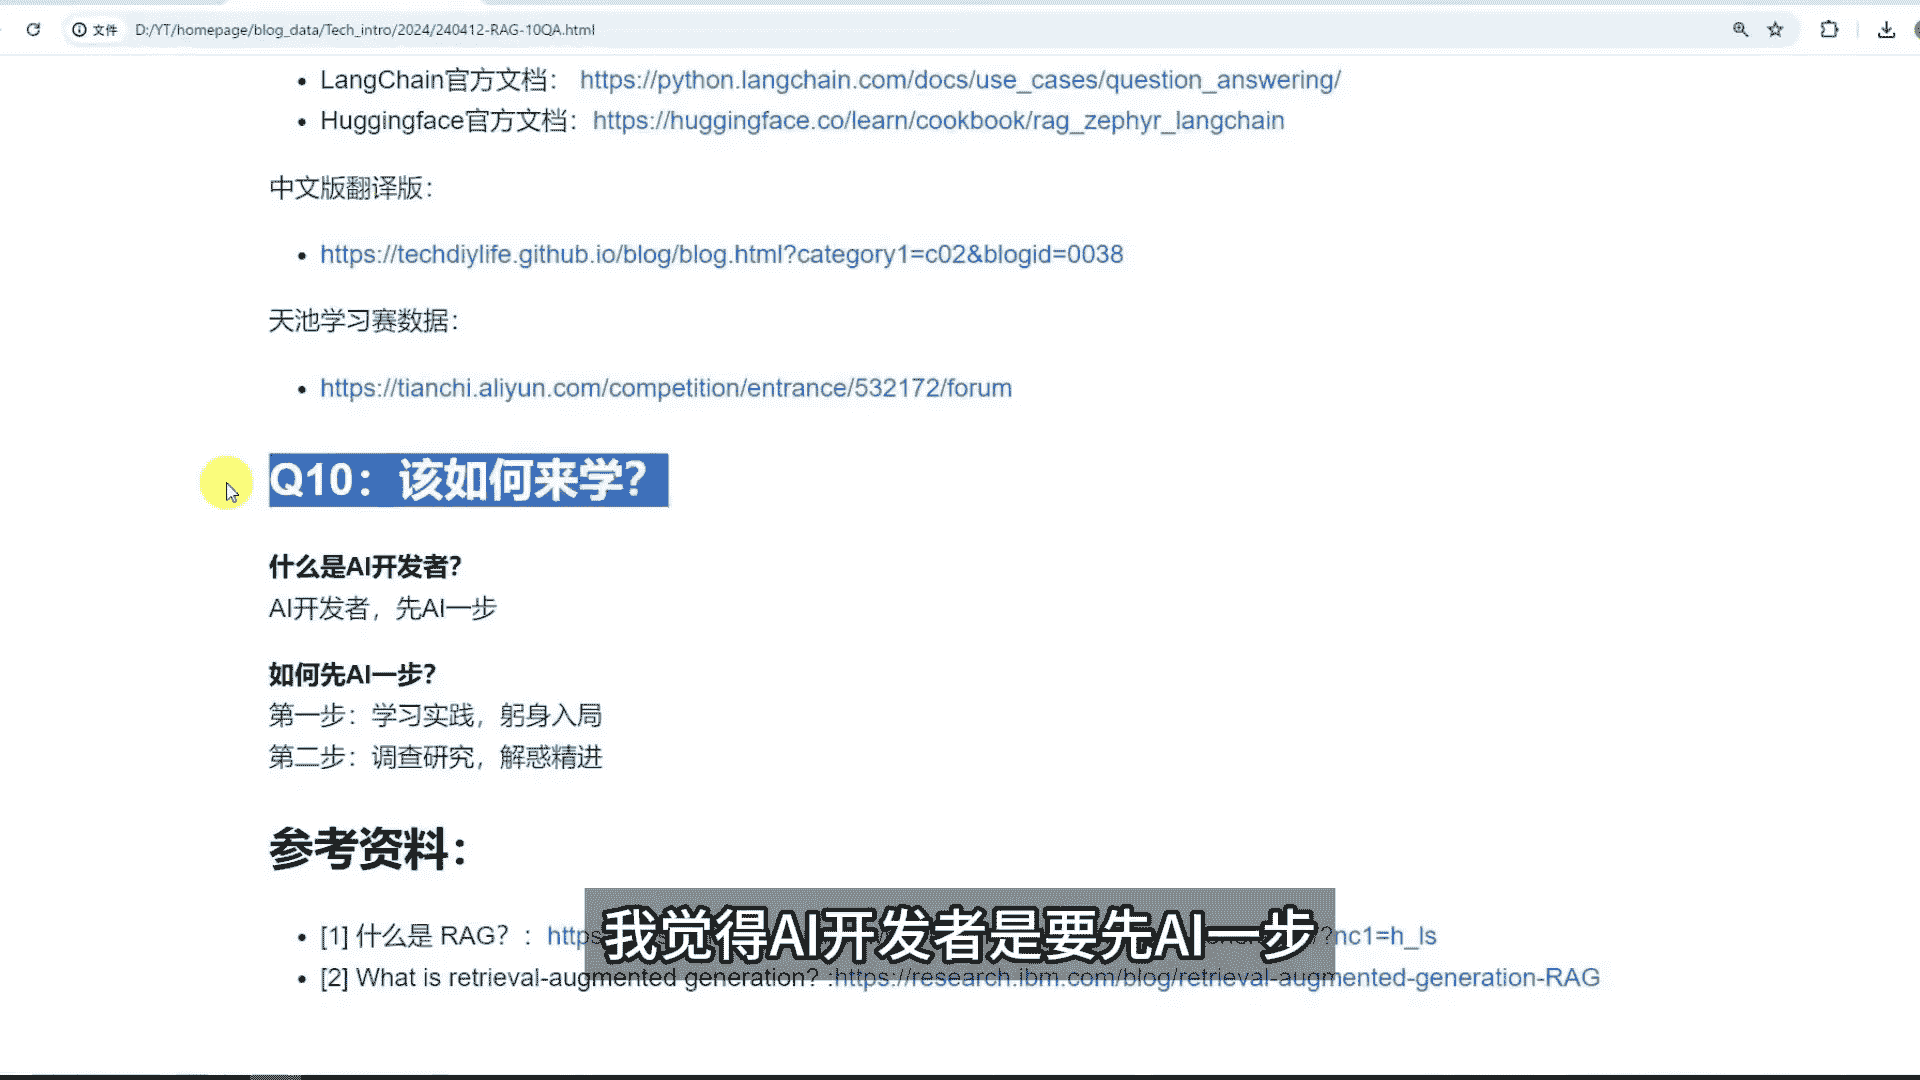 文件 D:/YT/homepage/blog_data/Tech_intro/2024/240412-RAG-10QA.html
• LangChain官方文档： https://python.langchain.com/docs/use_cases/question_answering/
• Huggingface官方文档：https://huggingface.co/learn/cookbook/rag_zephyr_langchain
中文版翻译版：
• https://techdiylife.github.io/blog/blog.html?category1=c02&blogid=0038
天池学习赛数据：
• https://tianchi.aliyun.com/competition/entrance/532172/forum
Q10：该如何来学？
什么是AI开发者？
AI开发者，先AI一步
如何先AI一步？
第一步：学习实践，躬身入局
第二步：调查研究，解惑精进
参考资料：
• [1] 什么是 RAG？：
我觉得AI开发者是要先AI一步
?nc1=h_ls
• [2] What is retrieval-augmented generation? :https://research.ibm.com/blog/retrieval-augmented-generation-RAG